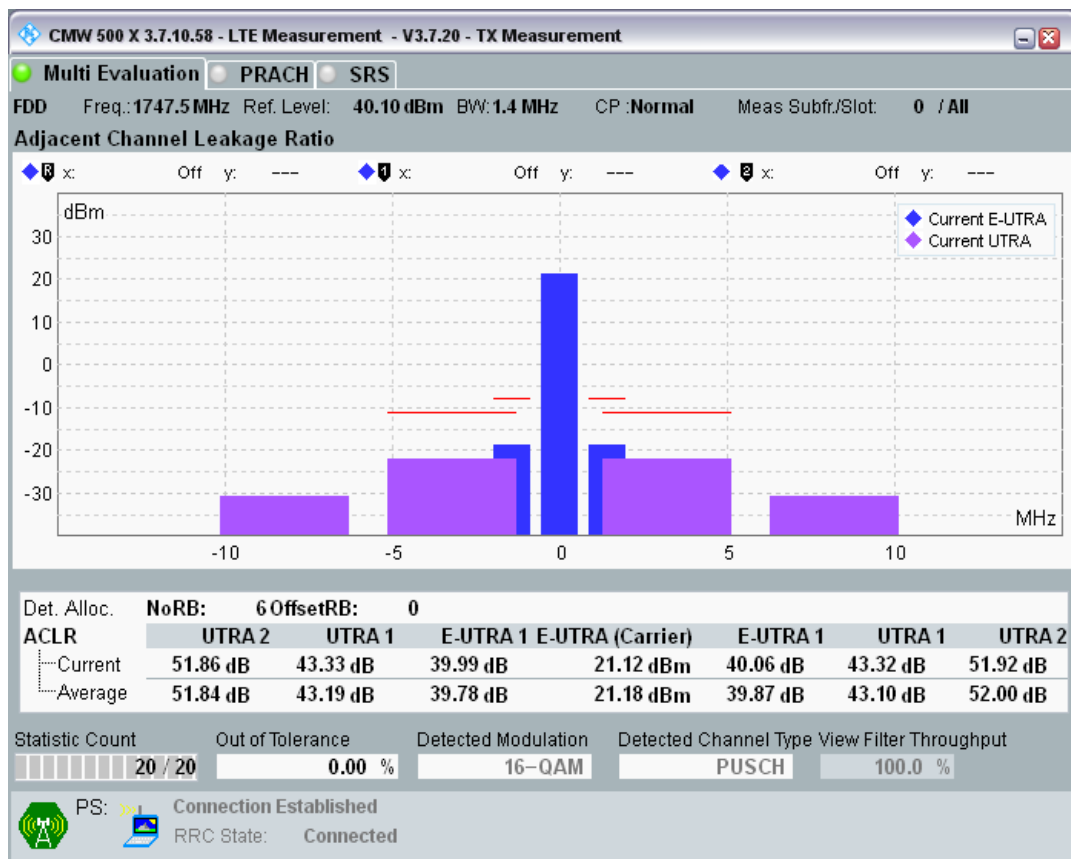 CMW 500 X 3.7.10.58 - LTE Measurement - V3.7.20 - TX Measurement
Multi Evaluation PRACH SRS
FDD Freq.: 1747.5 MHz Ref. Level: 40.10 dBm BW: 1.4 MHz CP :Normal Meas Subfr./Slot: 0 / All
Adjacent Channel Leakage Ratio
R x: Off y: --- 1 x: Off y: --- 2 x: Off y: ---
dBm
Current E-UTRA
Current UTRA
30
20
10
0
-10
-20
-30
MHz
-10 -5 0 5 10
Det. Alloc. NoRB: 6 OffsetRB: 0
ACLR UTRA 2 UTRA 1 E-UTRA 1 E-UTRA (Carrier) E-UTRA 1 UTRA 1 UTRA 2
Current 51.86 dB 43.33 dB 39.99 dB 21.12 dBm 40.06 dB 43.32 dB 51.92 dB
Average 51.84 dB 43.19 dB 39.78 dB 21.18 dBm 39.87 dB 43.10 dB 52.00 dB
Statistic Count Out of Tolerance Detected Modulation Detected Channel Type View Filter Throughput
20 / 20 0.00 % 16-QAM PUSCH 100.0 %
PS: Connection Established
RRC State: Connected